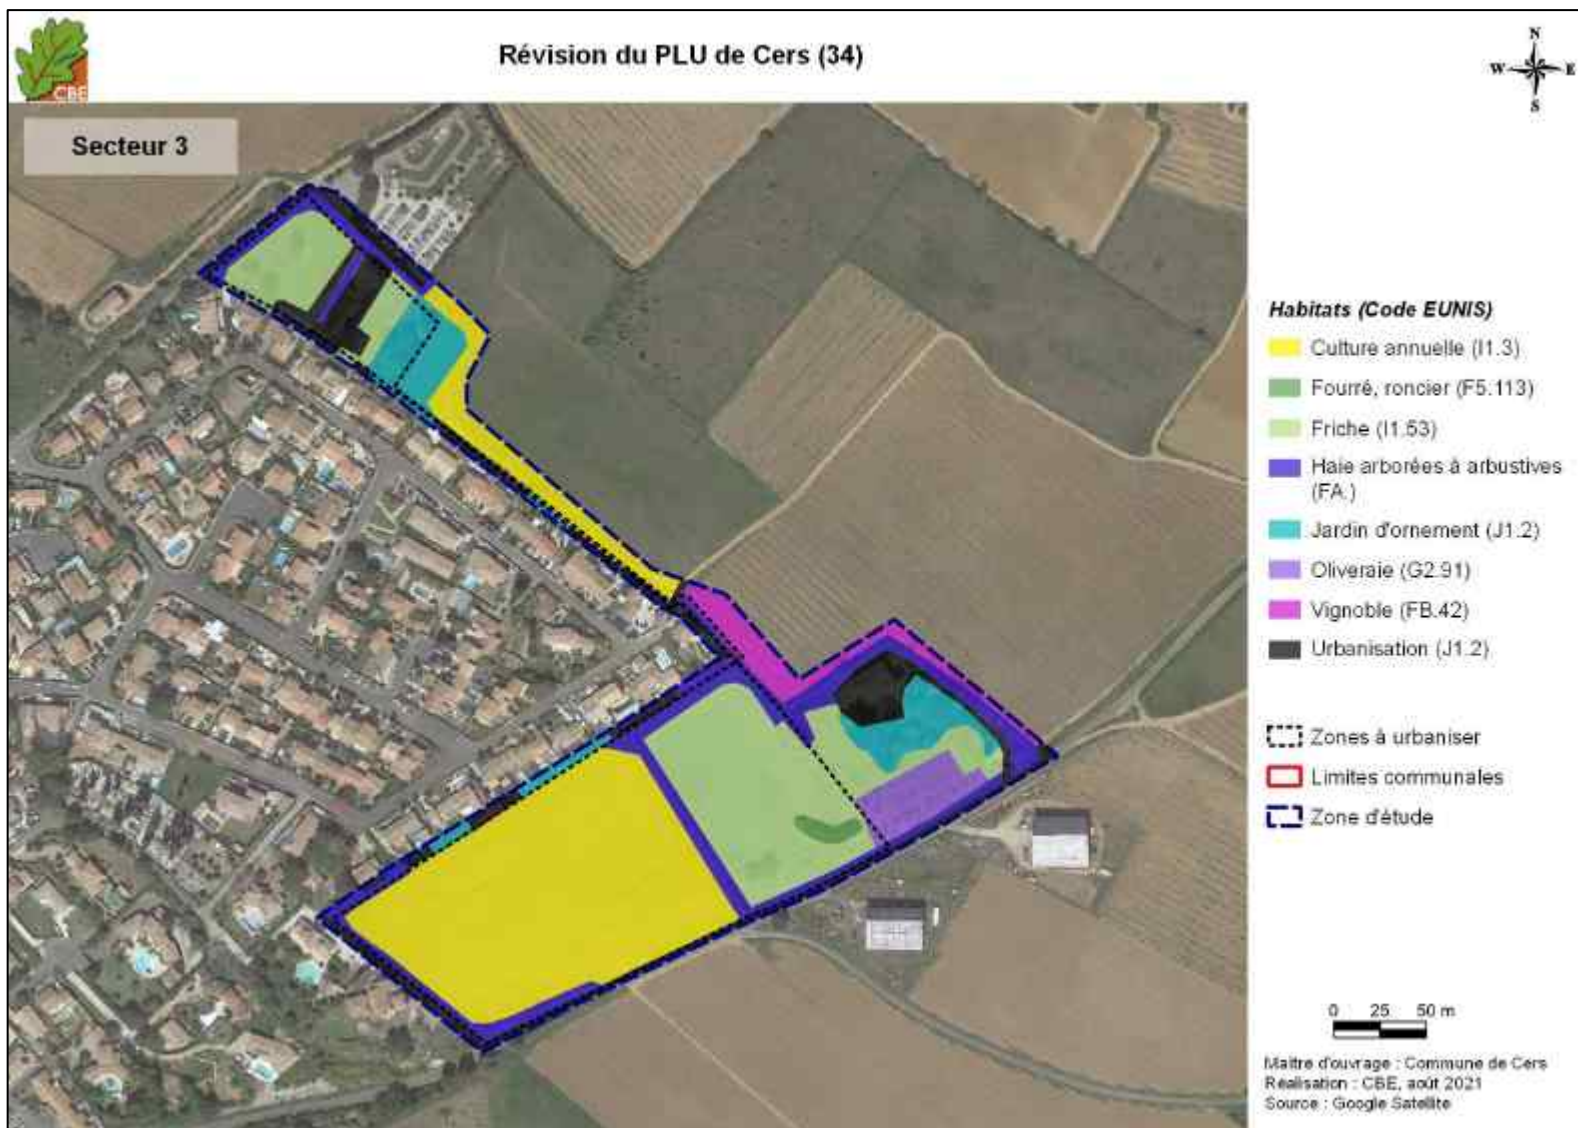 CBE
Révision du PLU de Cers (34)
N
W E
S
Secteur 3
Habitats (Code EUNIS)
Culture annuelle (I1.3)
Fourré, roncier (F5.113)
Friche (I1.53)
Haie arborées à arbustives
(FA.)
Jardin d'ornement (J1.2)
Oliveraie (G2.91)
Vignoble (FB.42)
Urbanisation (J1.2)
Zones à urbaniser
Limites communales
Zone d'étude
0 25 50 m
Maître d'ouvrage : Commune de Cers
Réalisation : CBE, août 2021
Source : Google Satellite